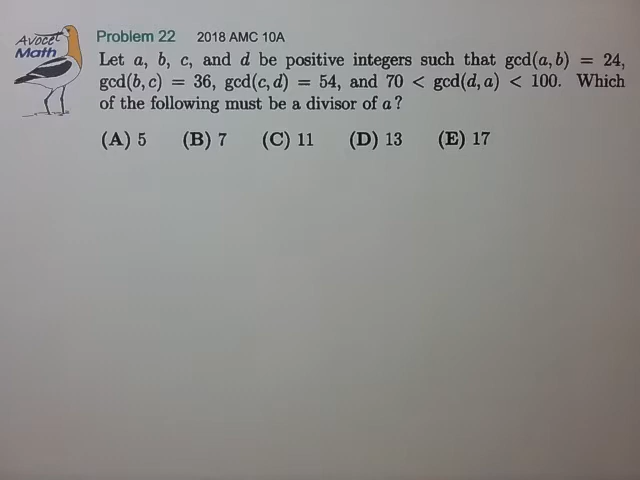 Avocet
Math
Problem 22 2018 AMC 10A
Let a, b, c, and d be positive integers such that gcd(a, b) = 24,
gcd(b, c) = 36, gcd(c, d) = 54, and 70 < gcd(d, a) < 100. Which
of the following must be a divisor of a ?
(A) 5 (B) 7 (C) 11 (D) 13 (E) 17